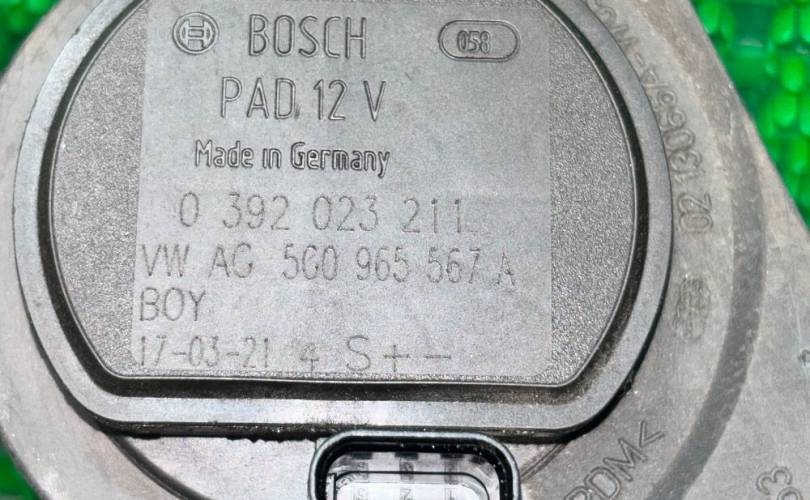 BOSCH 058
PAD 12 V
Made in Germany
0 392 023 211
VW AG 5G0 965 567 A
BOY
17-03-21 4 S+-